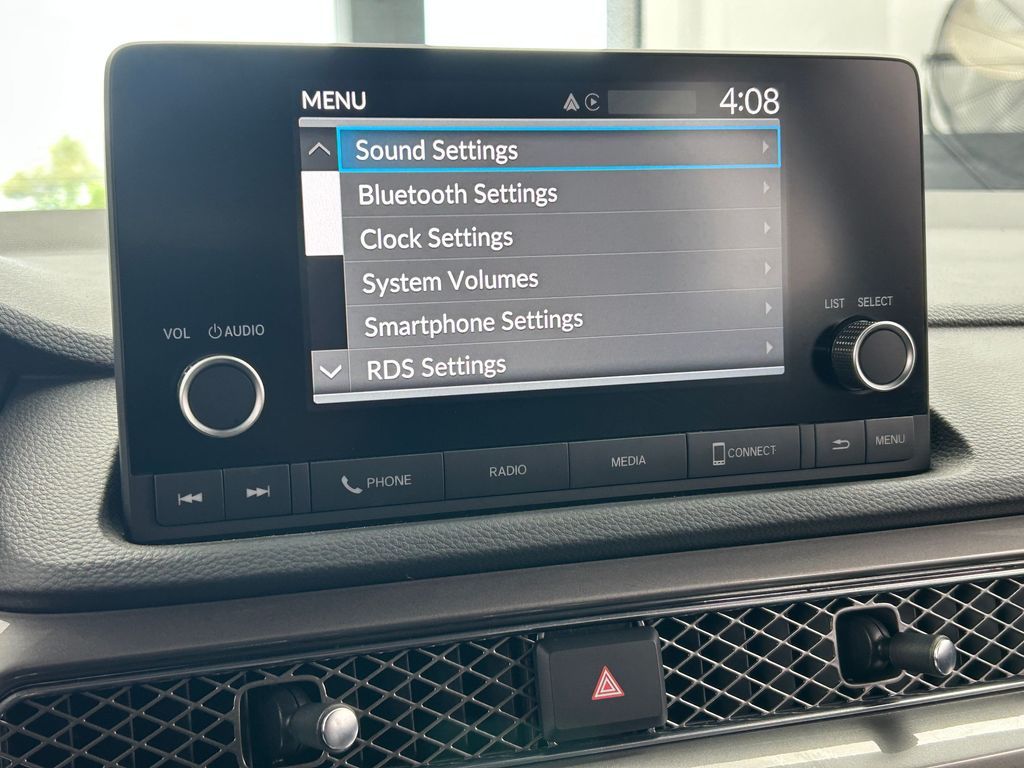 MENU
4:08
Sound Settings
Bluetooth Settings
Clock Settings
System Volumes
Smartphone Settings
RDS Settings
VOL AUDIO
LIST SELECT
PHONE
RADIO
MEDIA
CONNECT
MENU